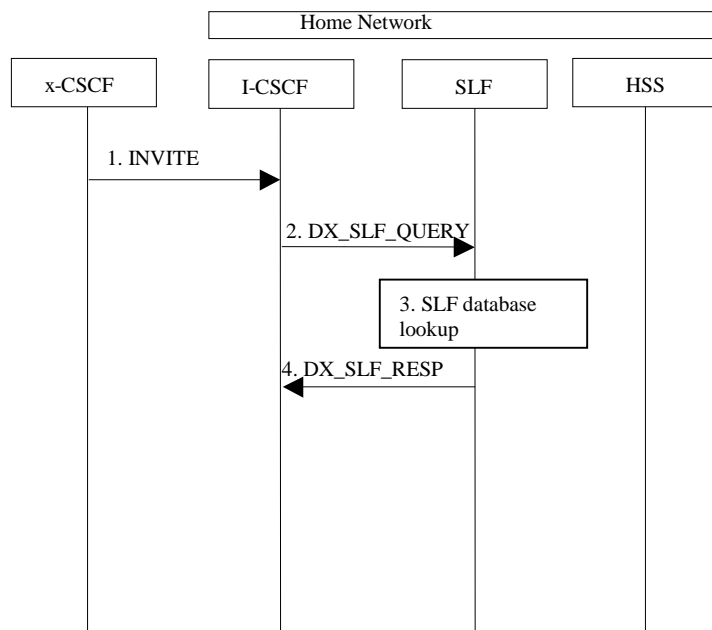 Home Network
x-CSCF
I-CSCF
SLF
HSS
1. INVITE
2. DX_SLF_QUERY
3. SLF database
lookup
4. DX_SLF_RESP